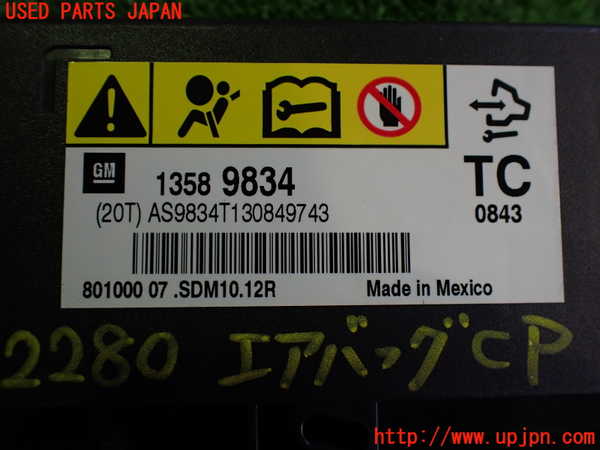 USED PARTS JAPAN
GM
1358 9834
TC
(20T) AS9834T130849743
0843
801000 07 .SDM10.12R
Made in Mexico
2280 エアバッグCP
http://www.upjpn.com